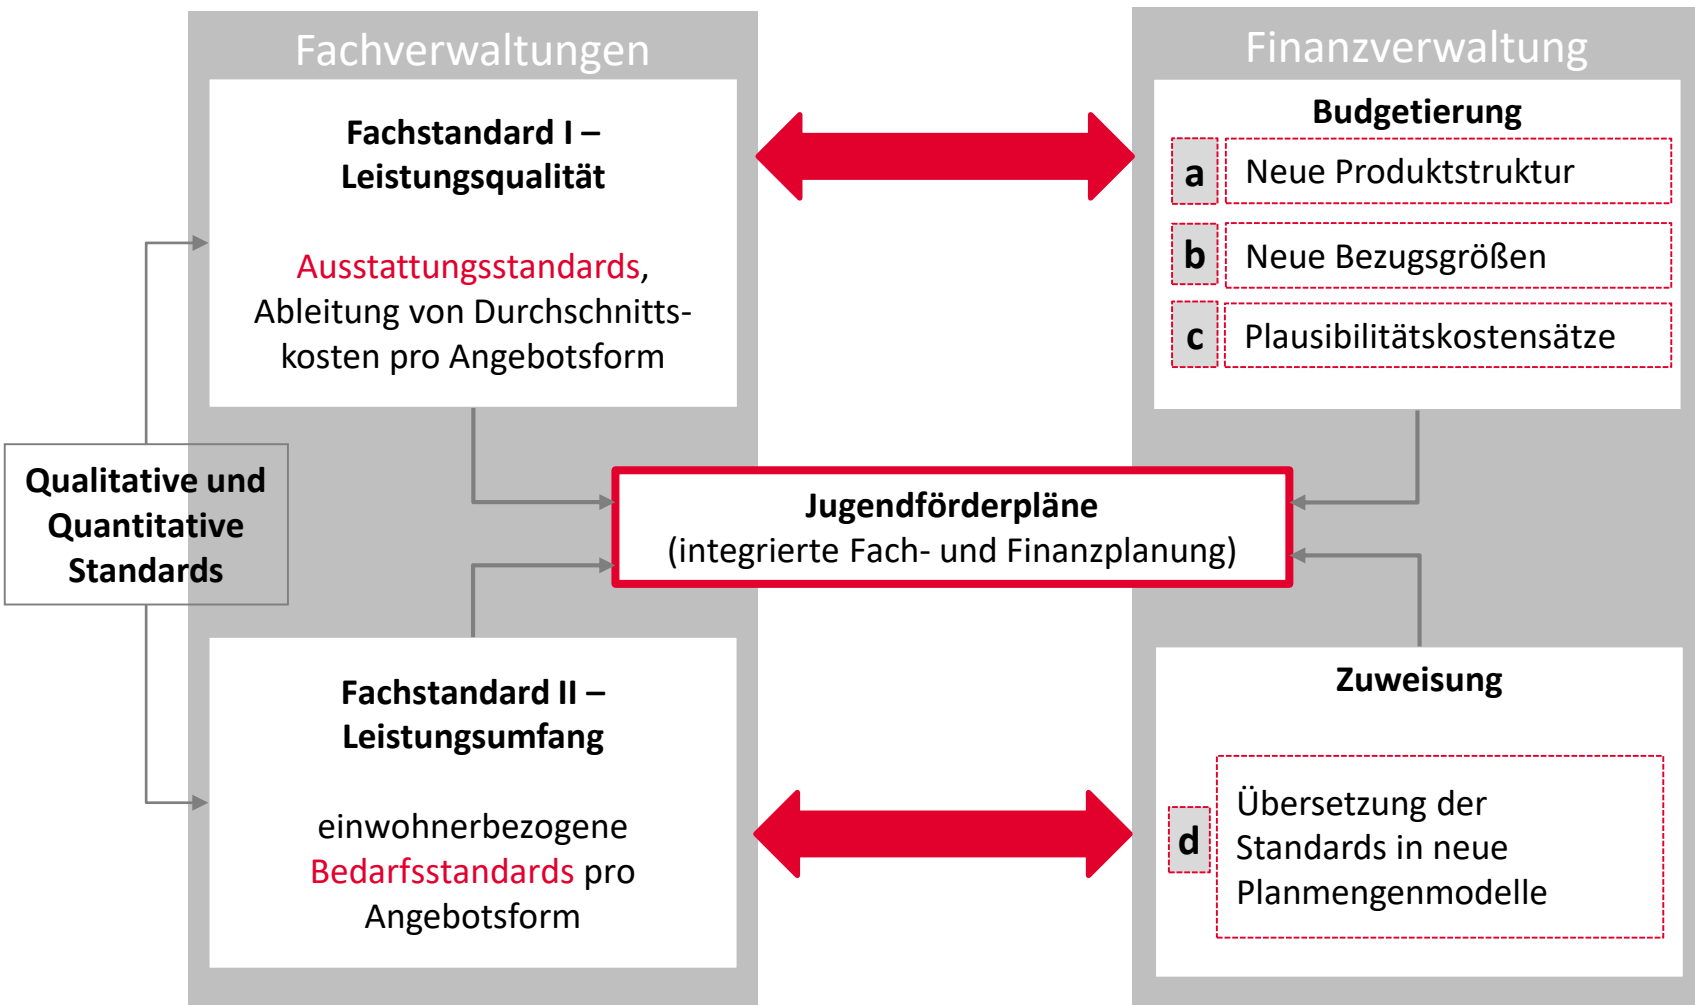 Fachverwaltungen
Fachstandard I –
Leistungsqualität
Ausstattungsstandards,
Ableitung von Durchschnitts-
kosten pro Angebotsform
Qualitative und
Quantitative
Standards
Fachstandard II –
Leistungsumfang
einwohnerbezogene
Bedarfsstandards pro
Angebotsform
Jugendförderpläne
(integrierte Fach- und Finanzplanung)
Finanzverwaltung
Budgetierung
a Neue Produktstruktur
b Neue Bezugsgrößen
c Plausibilitätskostensätze
Zuweisung
d
Übersetzung der
Standards in neue
Planmengenmodelle